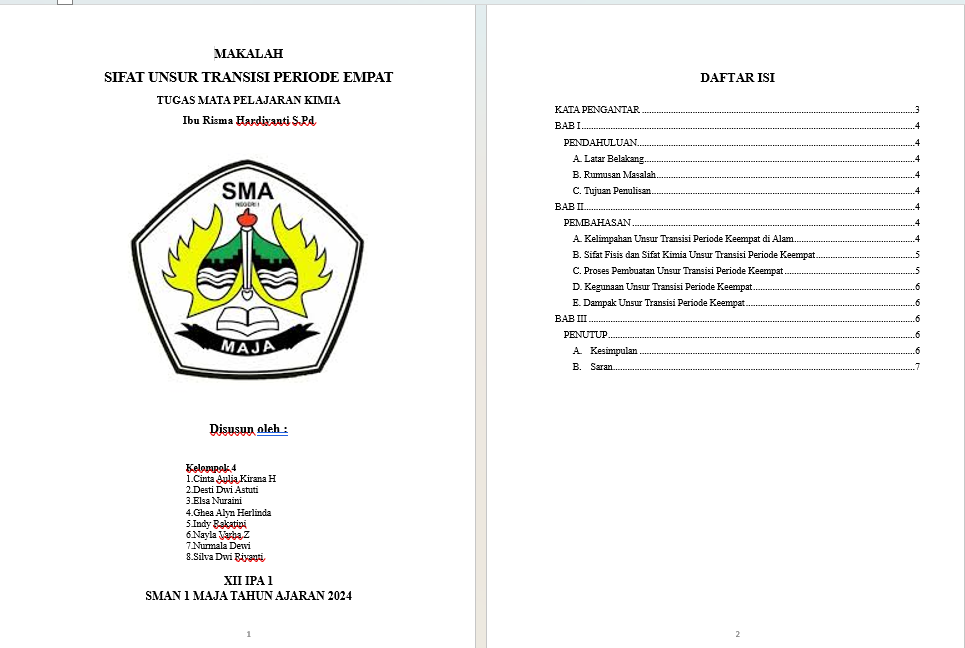 MAKALAH
SIFAT UNSUR TRANSISI PERIODE EMPAT
TUGAS MATA PELAJARAN KIMIA
Ibu Risma Hardiyanti S.Pd.
SMA
NEGERI 1
MAJA
Disusun oleh :
Kelompok 4
1.Cinta Aulia Kirana H
2.Desti Dwi Astuti
3.Elsa Nuraini
4.Ghea Alyn Herlinda
5.Indy Rakatini
6.Nayla Varha Z
7.Nurmala Dewi
8.Silva Dwi Riyanti
XII IPA 1
SMAN 1 MAJA TAHUN AJARAN 2024
1
DAFTAR ISI
KATA PENGANTAR ........ 3
BAB I ........ 4
PENDAHULUAN ........ 4
A. Latar Belakang ........ 4
B. Rumusan Masalah ........ 4
C. Tujuan Penulisan ........ 4
BAB II ........ 4
PEMBAHASAN ........ 4
A. Kelimpahan Unsur Transisi Periode Keempat di Alam ........ 4
B. Sifat Fisis dan Sifat Kimia Unsur Transisi Periode Keempat ........ 5
C. Proses Pembuatan Unsur Transisi Periode Keempat ........ 5
D. Kegunaan Unsur Transisi Periode Keempat ........ 6
E. Dampak Unsur Transisi Periode Keempat ........ 6
BAB III ........ 6
PENUTUP ........ 6
A. Kesimpulan ........ 6
B. Saran ........ 7
2